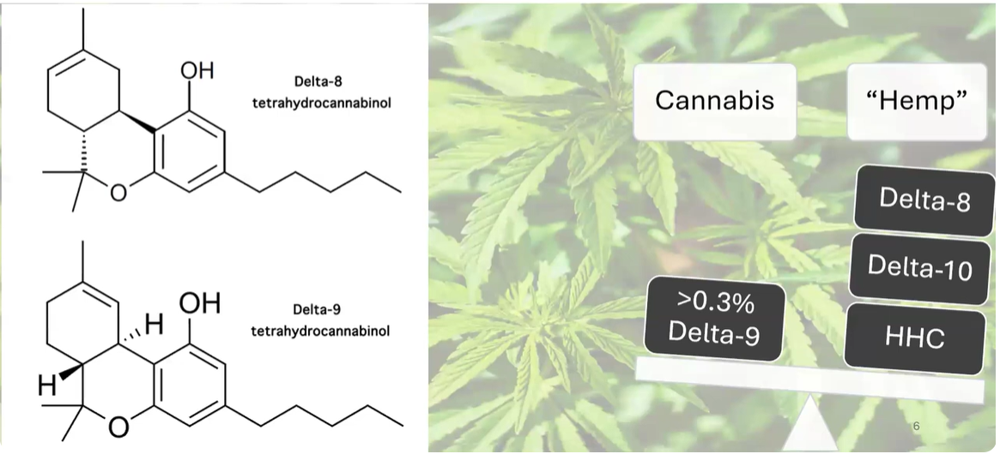 OH
Delta-8
tetrahydrocannabinol
O
OH
Delta-9
tetrahydrocannabinol
H
H
O
Cannabis
“Hemp”
Delta-8
Delta-10
>0.3%
Delta-9
HHC
6